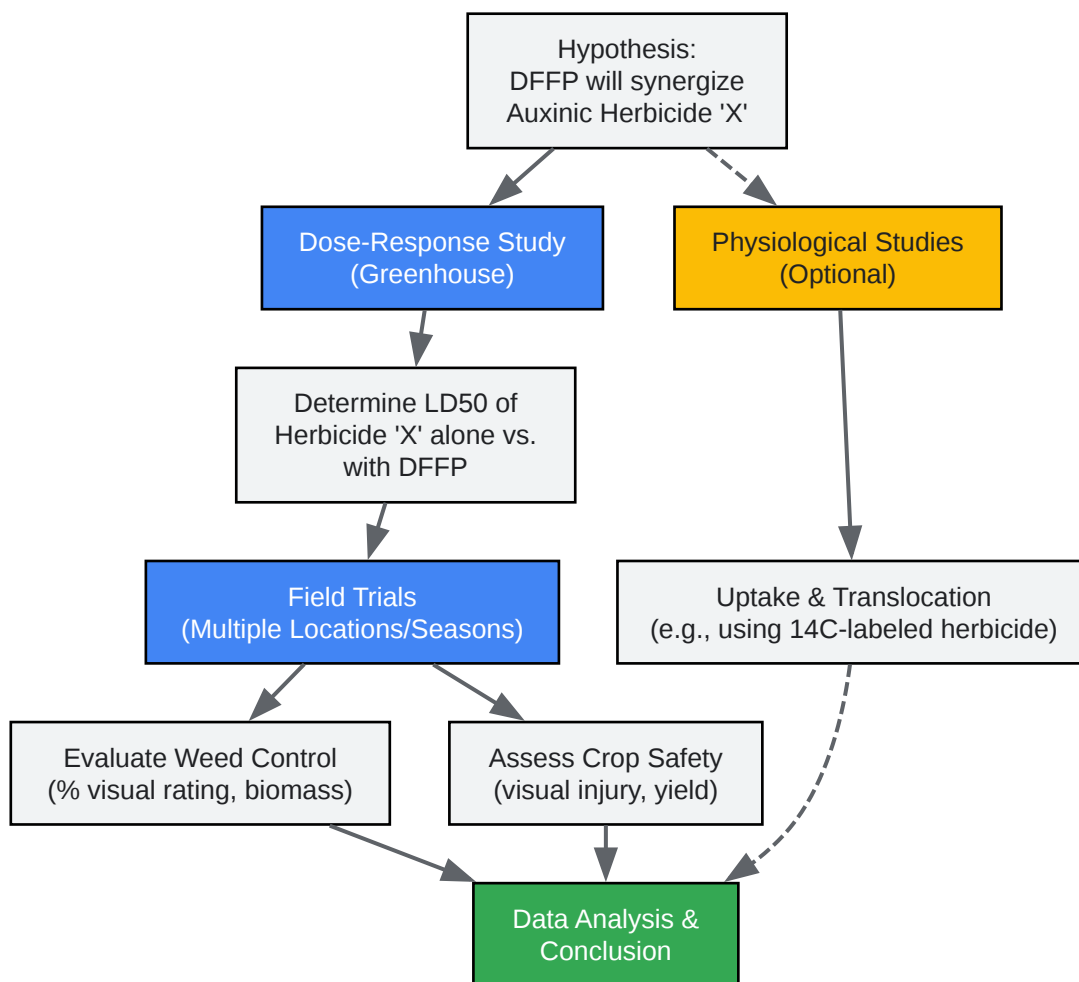 Hypothesis:
DFFP will synergize
Auxinic Herbicide 'X'
Dose-Response Study
(Greenhouse)
Physiological Studies
(Optional)
Determine LD50 of
Herbicide 'X' alone vs.
with DFFP
Field Trials
(Multiple Locations/Seasons)
Uptake & Translocation
(e.g., using 14C-labeled herbicide)
Evaluate Weed Control
(% visual rating, biomass)
Assess Crop Safety
(visual injury, yield)
Data Analysis &
Conclusion